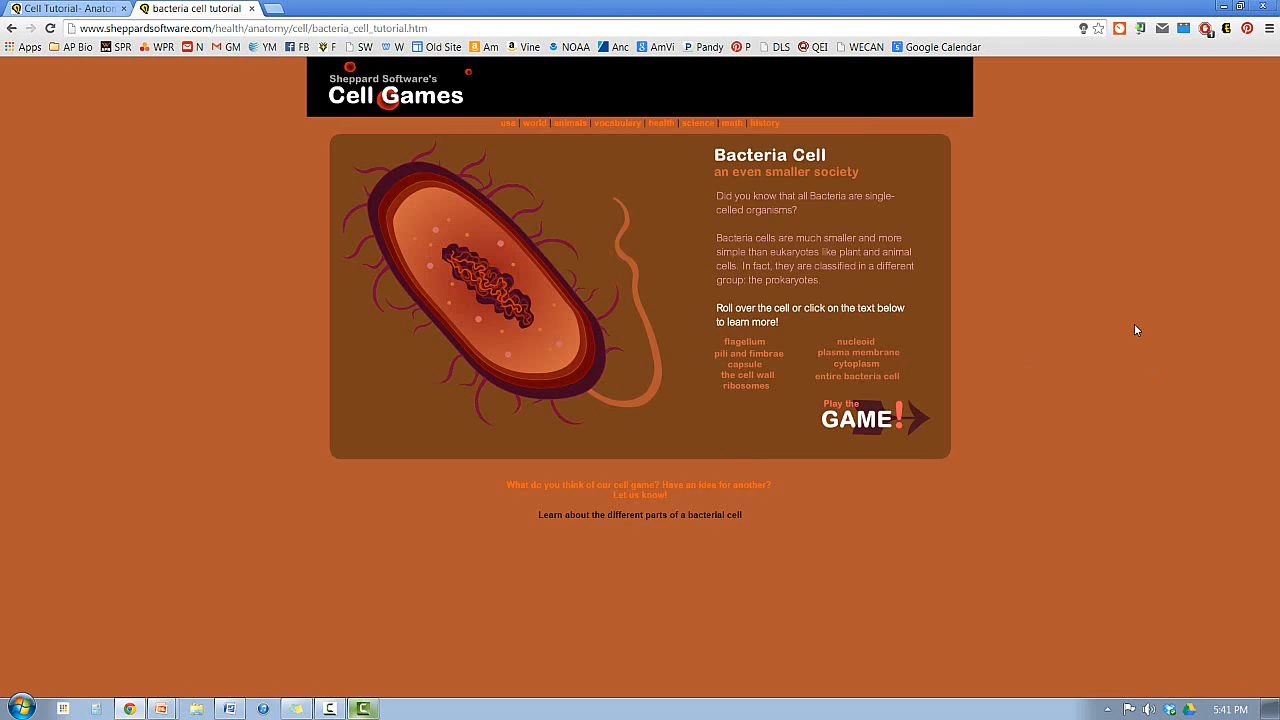 Cell Tutorial- Anaton
bacteria cell tutorial
www.sheppardsoftware.com/health/anatomy/cell/bacteria_cell_tutorial.htm
Apps AP Bio SPR WPR N GM YM FB F SW W Old Site Am Vine NOAA Anc AmVi Pandy P DLS QEI WECAN Google Calendar
Sheppard Software's
Cell Games
usa | world | animals | vocabulary | health | science | math | history
Bacteria Cell
an even smaller society
Did you know that all Bacteria are single-
celled organisms?
Bacteria cells are much smaller and more
simple than eukaryotes like plant and animal
cells. In fact, they are classified in a different
group: the prokaryotes.
Roll over the cell or click on the text below
to learn more!
flagellum
pili and fimbrae
capsule
the cell wall
ribosomes
nucleoid
plasma membrane
cytoplasm
entire bacteria cell
Play the
GAME!
What do you think of our cell game? Have an idea for another?
Let us know!
Learn about the different parts of a bacterial cell
5:41 PM